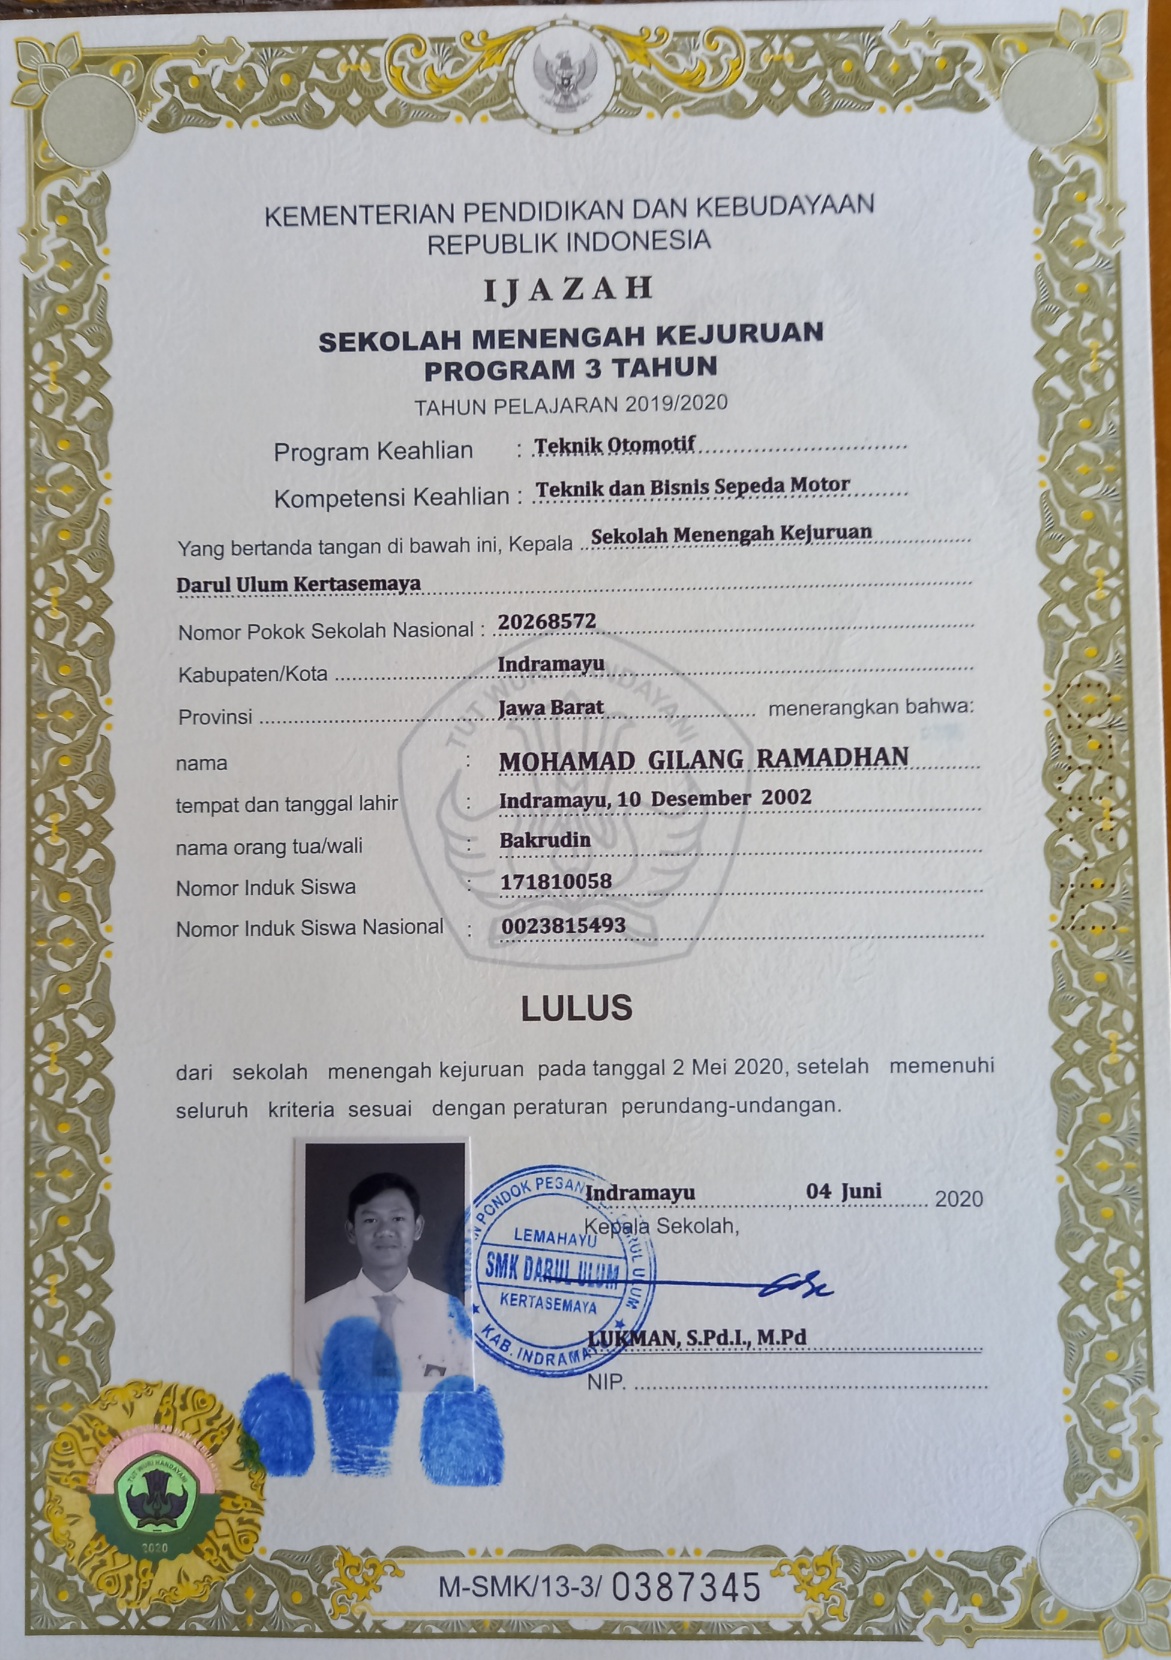 KEMENTERIAN PENDIDIKAN DAN KEBUDAYAAN
REPUBLIK INDONESIA
IJAZAH
SEKOLAH MENENGAH KEJURUAN
PROGRAM 3 TAHUN
TAHUN PELAJARAN 2019/2020
Program Keahlian : Teknik Otomotif
Kompetensi Keahlian : Teknik dan Bisnis Sepeda Motor
Yang bertanda tangan di bawah ini, Kepala Sekolah Menengah Kejuruan
Darul Ulum Kertasemaya
Nomor Pokok Sekolah Nasional : 20268572
Kabupaten/Kota Indramayu
Provinsi Jawa Barat menerangkan bahwa:
TUT WURI HANDAYANI
nama : MOHAMAD GILANG RAMADHAN
tempat dan tanggal lahir : Indramayu, 10 Desember 2002
nama orang tua/wali : Bakrudin
Nomor Induk Siswa : 171810058
Nomor Induk Siswa Nasional : 0023815493
LULUS
dari sekolah menengah kejuruan pada tanggal 2 Mei 2020, setelah memenuhi
seluruh kriteria sesuai dengan peraturan perundang-undangan.
Indramayu, 04 Juni 2020
Kepala Sekolah,
PONDOK
LEMAHAYU
SMK DARUL ULUM
KERTASEMAYA
KAB. INDRAMAYU
LUKMAN, S.Pd.I., M.Pd
NIP.
TUT WURI HANDAYANI
2020
M-SMK/13-3/ 0387345